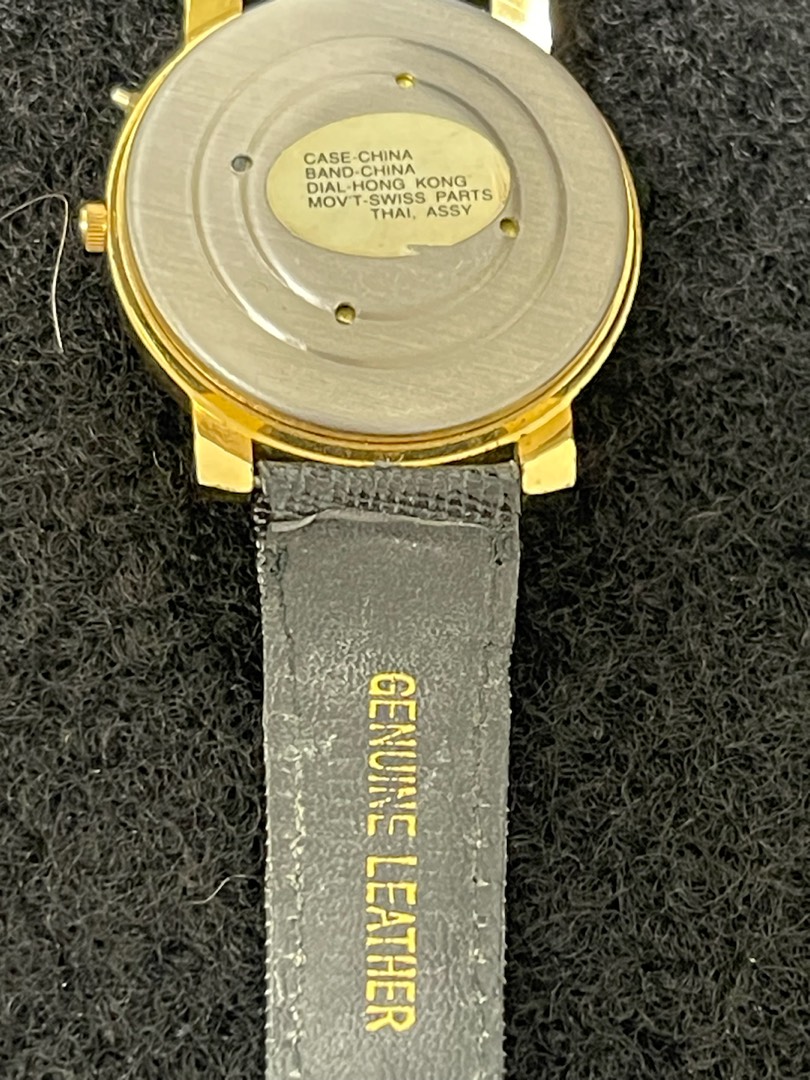 CASE-CHINA
BAND-CHINA
DIAL-HONG KONG
MOV'T-SWISS PARTS
THAI, ASSY
GENUINE LEATHER